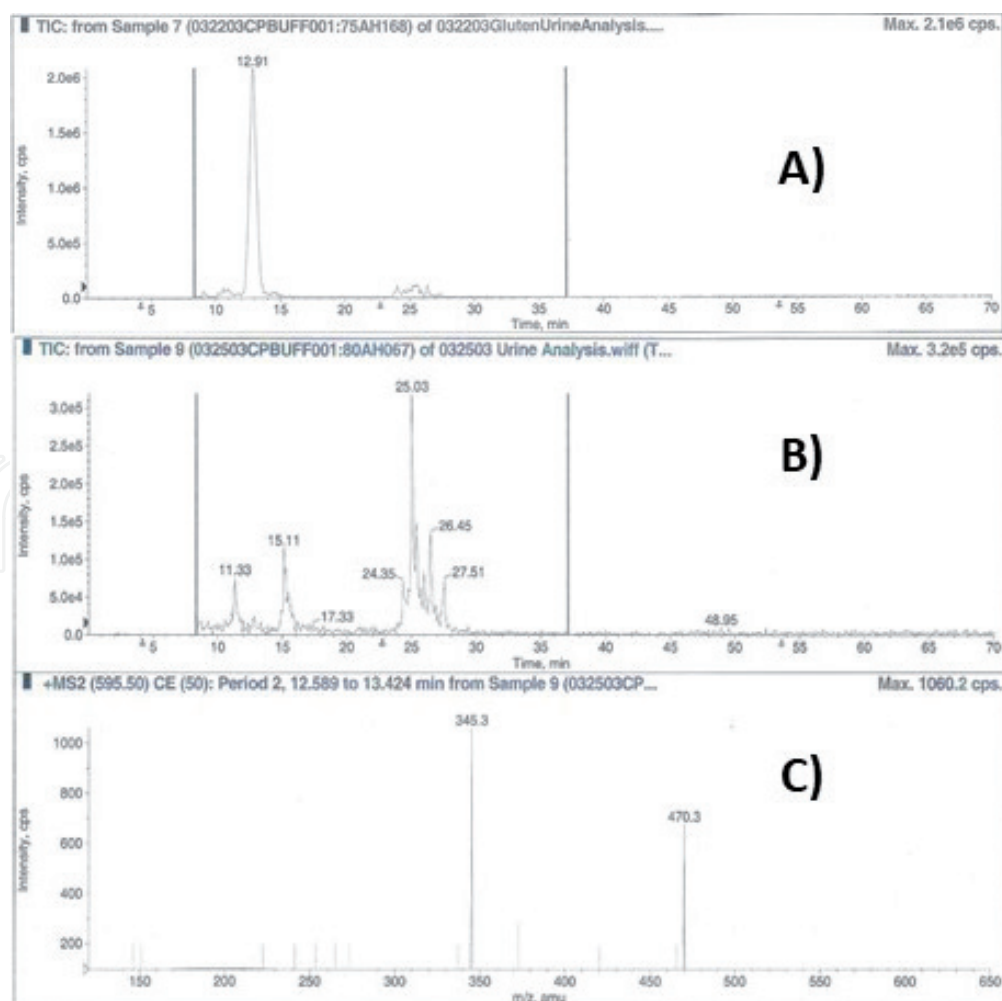 TIC: from Sample 7 (032203CPBUFF001:75AH168) of 032203GlutenUrineAnalysis.... Max. 2.1e6 cps.
12.91
2.0e6
1.5e6
1.0e6
5.0e5
0.0
Intensity, cps
A)
5 10 15 20 25 30 35 40 45 50 55 60 65 70
Time, min
TIC: from Sample 9 (032503CPBUFF001:80AH067) of 032503 Urine Analysis.wiff (T... Max. 3.2e5 cps.
25.03
3.0e5
2.5e5
2.0e5
1.5e5
1.0e5
5.0e4
0.0
Intensity, cps
11.33
15.11
17.33
24.35
26.45
27.51
48.95
B)
5 10 15 20 25 30 35 40 45 50 55 60 65 70
Time, min
+MS2 (595.50) CE (50): Period 2, 12.589 to 13.424 min from Sample 9 (032503CP... Max. 1060.2 cps.
345.3
470.3
1000
800
600
400
200
Intensity, cps
C)
150 200 250 300 350 400 450 500 550 600 650
m/z, amu